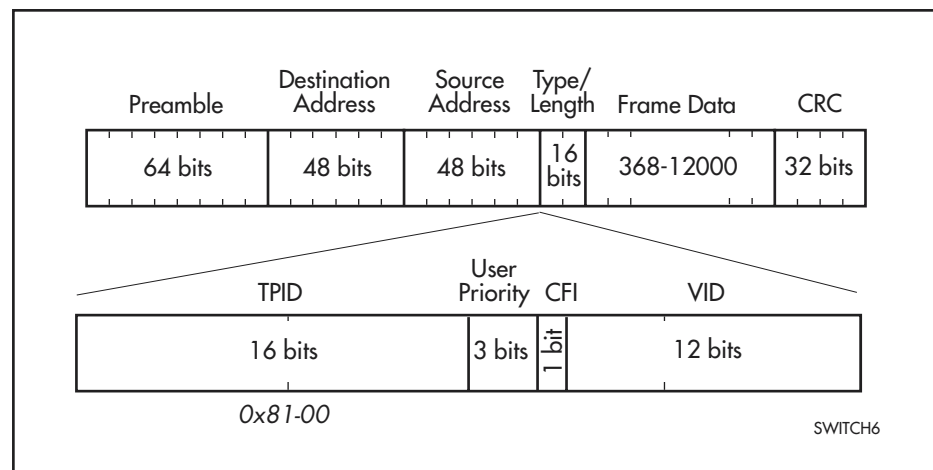 Preamble
Destination
Address
Source
Address
Type/
Length
Frame Data
CRC
64 bits
48 bits
48 bits
16
bits
368-12000
32 bits
TPID
User
Priority
CFI
VID
16 bits
3 bits
1 bit
12 bits
0x81-00
SWITCH6